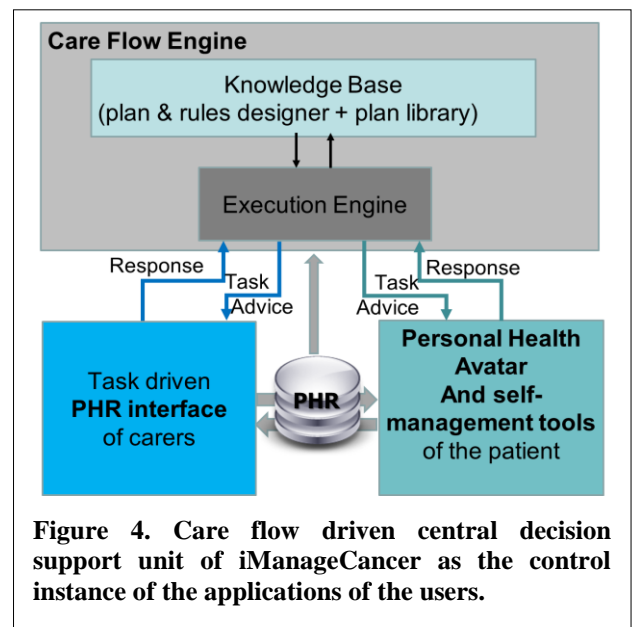 Care Flow Engine
Knowledge Base
(plan & rules designer + plan library)
Execution Engine
Response
Task
Advice
Task
Advice
Response
Task driven
PHR interface
of carers
PHR
Personal Health
Avatar
And self-
management tools
of the patient
Figure 4. Care flow driven central decision
support unit of iManageCancer as the control
instance of the applications of the users.